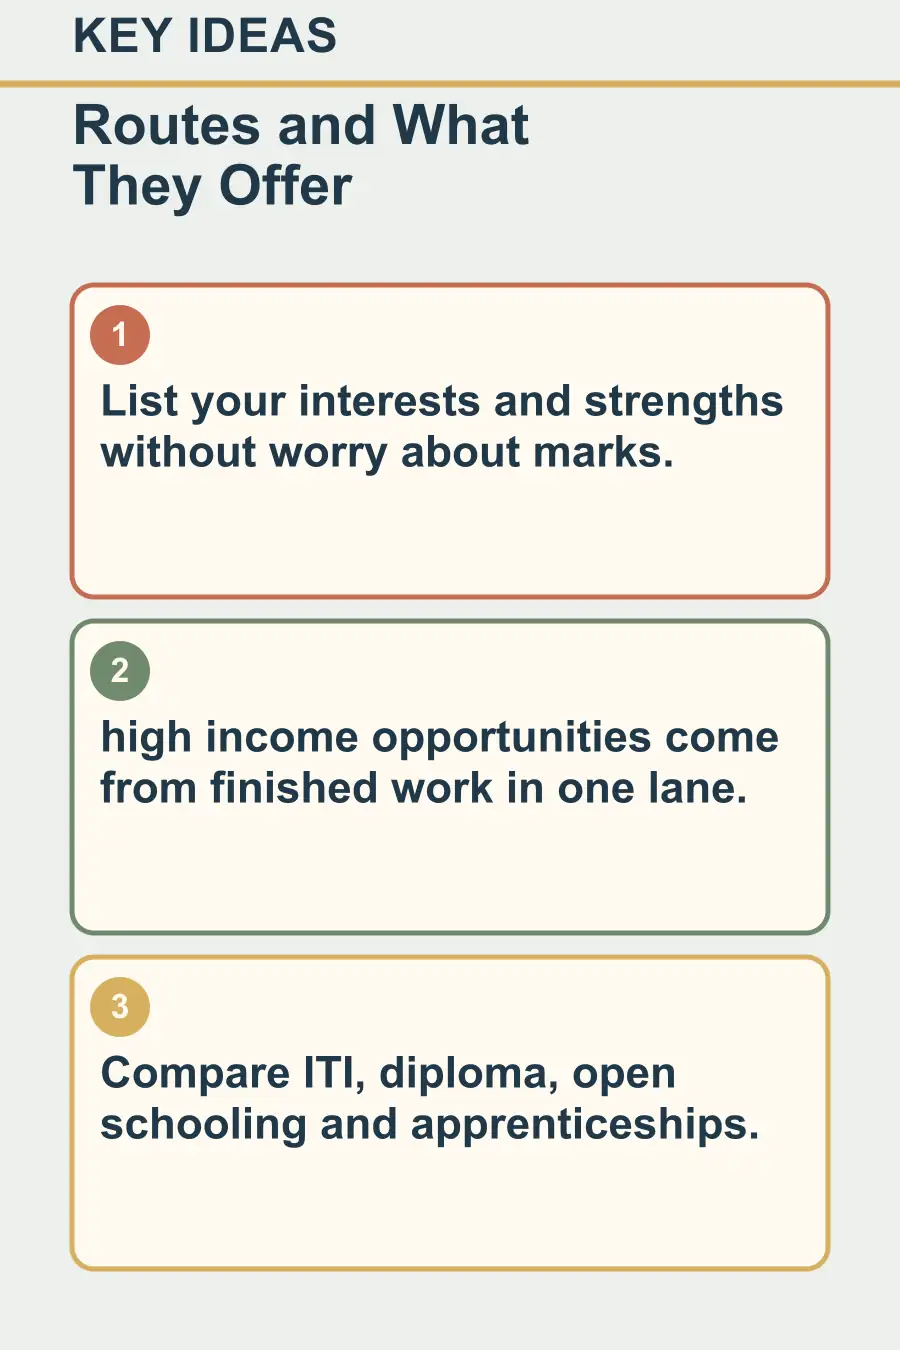 KEY IDEAS
Routes and What
They Offer
1
List your interests and strengths
without worry about marks.
2
high income opportunities come
from finished work in one lane.
3
Compare ITI, diploma, open
schooling and apprenticeships.